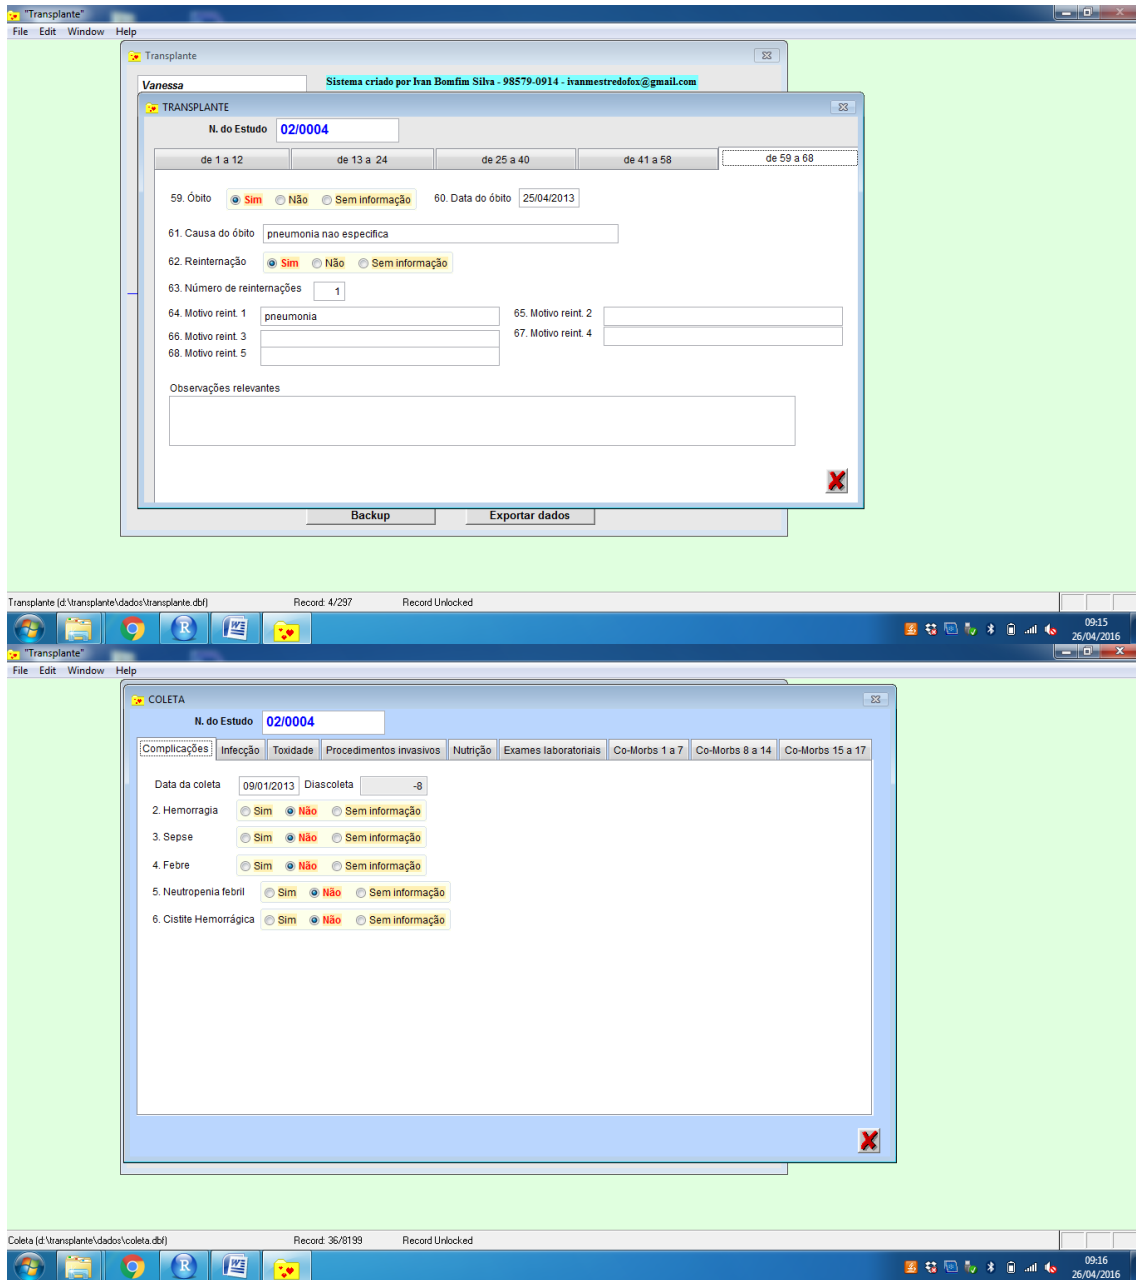 "Transplante"
File Edit Window Help
Transplante
Vanessa
Sistema criado por Ivan Bomfim Silva - 98579-0914 - ivanmestredofox@gmail.com
TRANSPLANTE
N. do Estudo 02/0004
de 1 a 12 de 13 a 24 de 25 a 40 de 41 a 58 de 59 a 68
59. Óbito Sim Não Sem informação 60. Data do óbito 25/04/2013
61. Causa do óbito pneumonia nao especifica
62. Reinternação Sim Não Sem informação
63. Número de reinternações 1
64. Motivo reint. 1 pneumonia 65. Motivo reint. 2
66. Motivo reint. 3 67. Motivo reint. 4
68. Motivo reint. 5
Observações relevantes
Backup Exportar dados
Transplante (d:\transplante\dados\transplante.dbf) Record: 4/297 Record Unlocked
09:15
26/04/2016
"Transplante"
File Edit Window Help
COLETA
N. do Estudo 02/0004
Complicações Infecção Toxidade Procedimentos invasivos Nutrição Exames laboratoriais Co-Morbs 1 a 7 Co-Morbs 8 a 14 Co-Morbs 15 a 17
Data da coleta 09/01/2013 Diascoleta -8
2. Hemorragia Sim Não Sem informação
3. Sepse Sim Não Sem informação
4. Febre Sim Não Sem informação
5. Neutropenia febril Sim Não Sem informação
6. Cistite Hemorrágica Sim Não Sem informação
Coleta (d:\transplante\dados\coleta.dbf) Record: 36/8199 Record Unlocked
09:16
26/04/2016